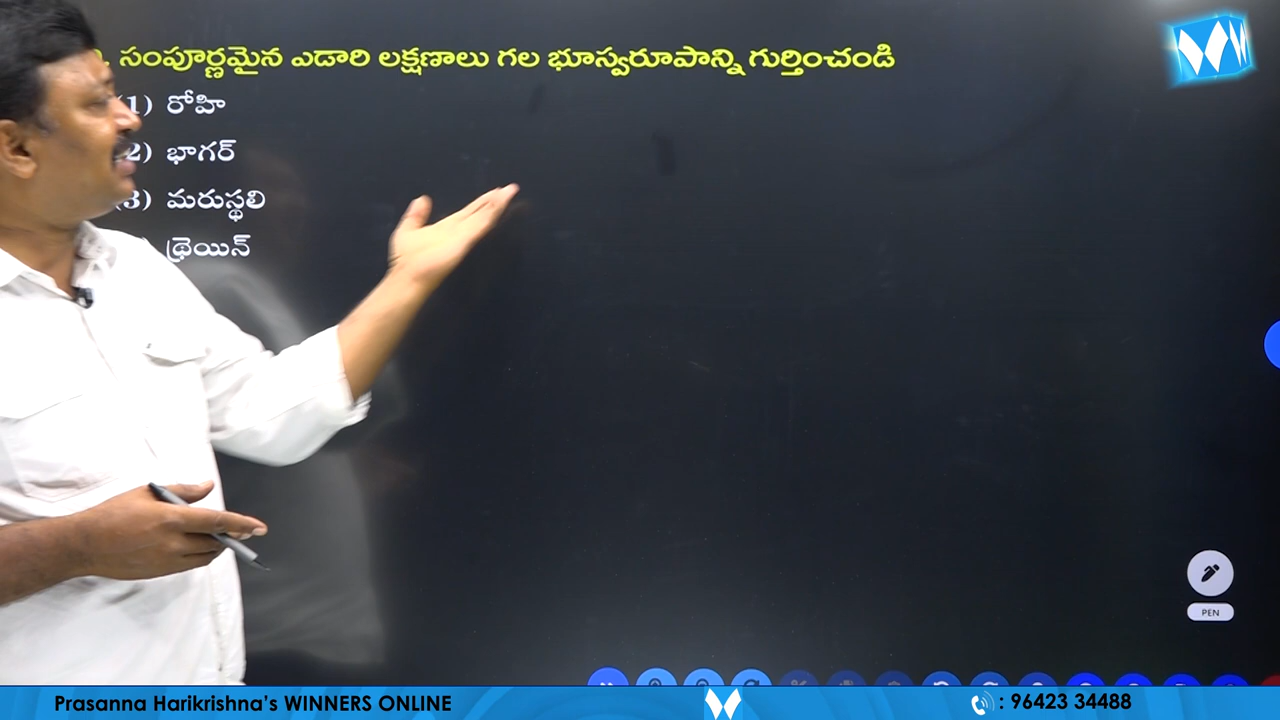 . సంపూర్ణమైన ఎడారి లక్షణాలు గల భూస్వరూపాన్ని గుర్తించండి
(1) రోహి
2) భాగర్
(3) మరుస్థలి
థ్రెయిన్
PEN
Prasanna Harikrishna's WINNERS ONLINE
: 96423 34488